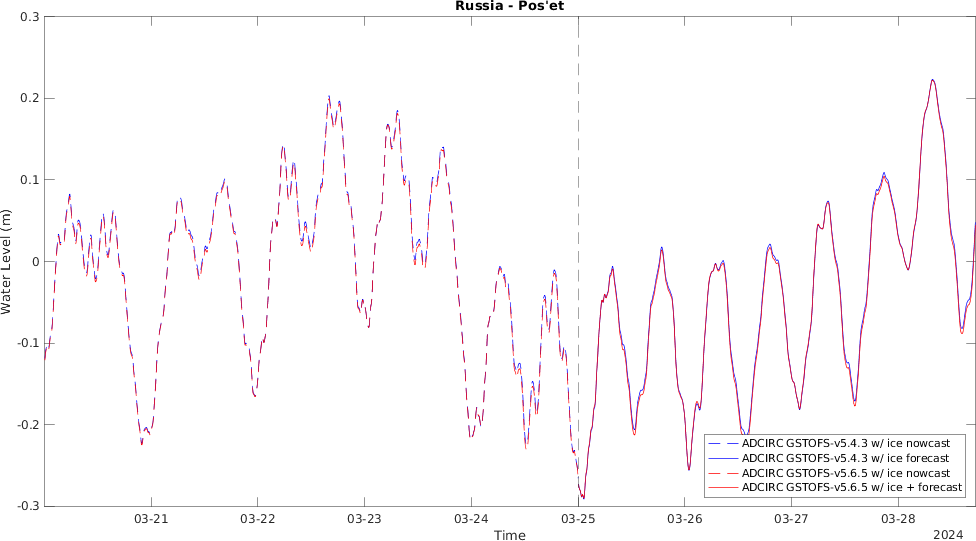 Russia - Pos'et
0.3
0.2
0.1
0
-0.1
-0.2
-0.3
Water Level (m)
ADCIRC GSTOFS-v5.4.3 w/ ice nowcast
ADCIRC GSTOFS-v5.4.3 w/ ice forecast
ADCIRC GSTOFS-v5.6.5 w/ ice nowcast
ADCIRC GSTOFS-v5.6.5 w/ ice + forecast
03-21 03-22 03-23 03-24 03-25 03-26 03-27 03-28
Time
2024